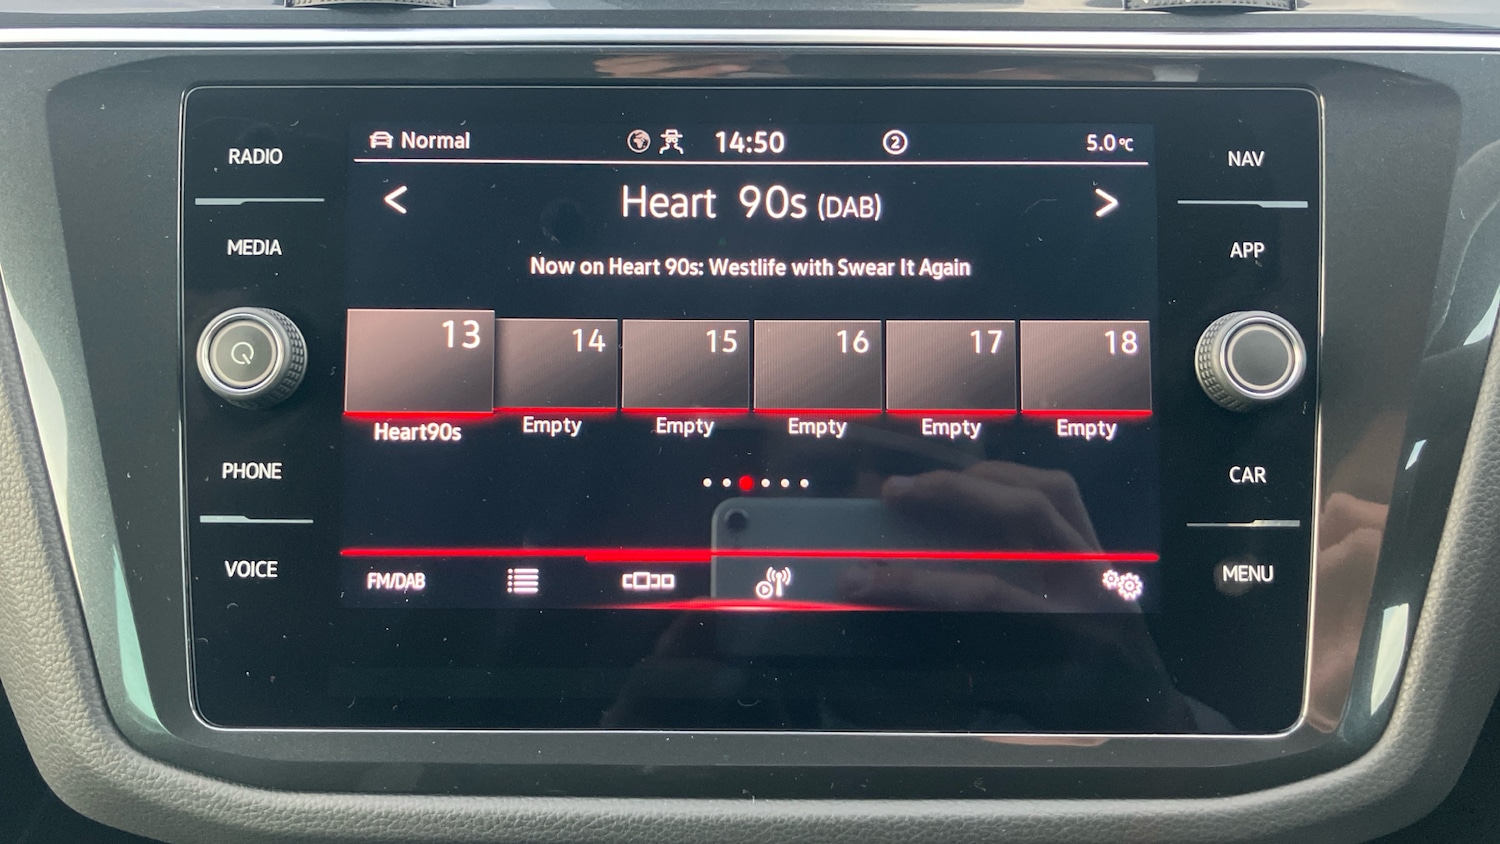 Normal
14:50
2
5.0°C
RADIO
NAV
< Heart 90s (DAB) >
MEDIA
APP
Now on Heart 90s: Westlife with Swear It Again
13
14
15
16
17
18
Heart90s
Empty
Empty
Empty
Empty
Empty
PHONE
CAR
VOICE
FM/DAB
MENU